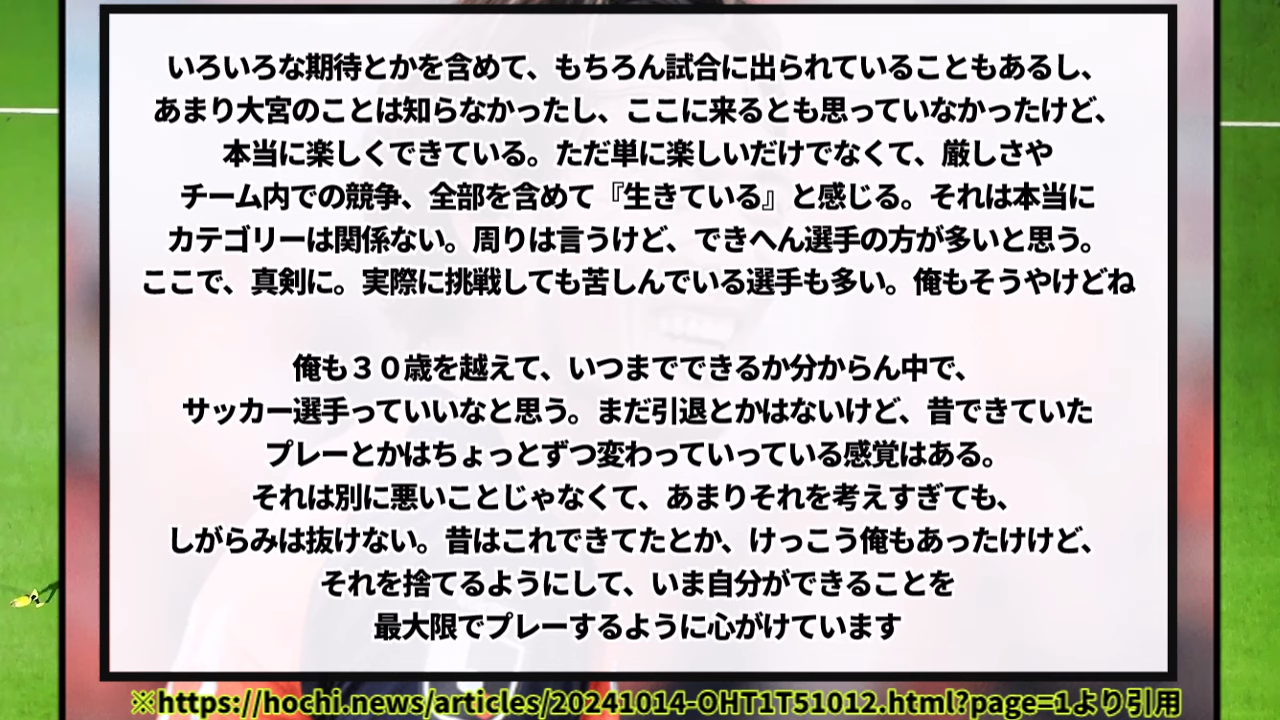 いろいろな期待とかを含めて、もちろん試合に出られていることもあるし、
あまり大宮のことは知らなかったし、ここに来るとも思っていなかったけど、
本当に楽しくできている。ただ単に楽しいだけでなくて、厳しさや
チーム内での競争、全部を含めて『生きている』と感じる。それは本当に
カテゴリーは関係ない。周りは言うけど、できへん選手の方が多いと思う。
ここで、真剣に。実際に挑戦しても苦しんでいる選手も多い。俺もそうやけどね
俺も３０歳を越えて、いつまでできるか分からん中で、
サッカー選手っていいなと思う。まだ引退とかはないけど、昔できていた
プレーとかはちょっとずつ変わっていっている感覚はある。
それは別に悪いことじゃなくて、あまりそれを考えすぎても、
しがらみは抜けない。昔はこれできてたとか、けっこう俺もあったけけど、
それを捨てるようにして、いま自分ができることを
最大限でプレーするように心がけています
※https://hochi.news/articles/20241014-OHT1T51012.html?page=1より引用